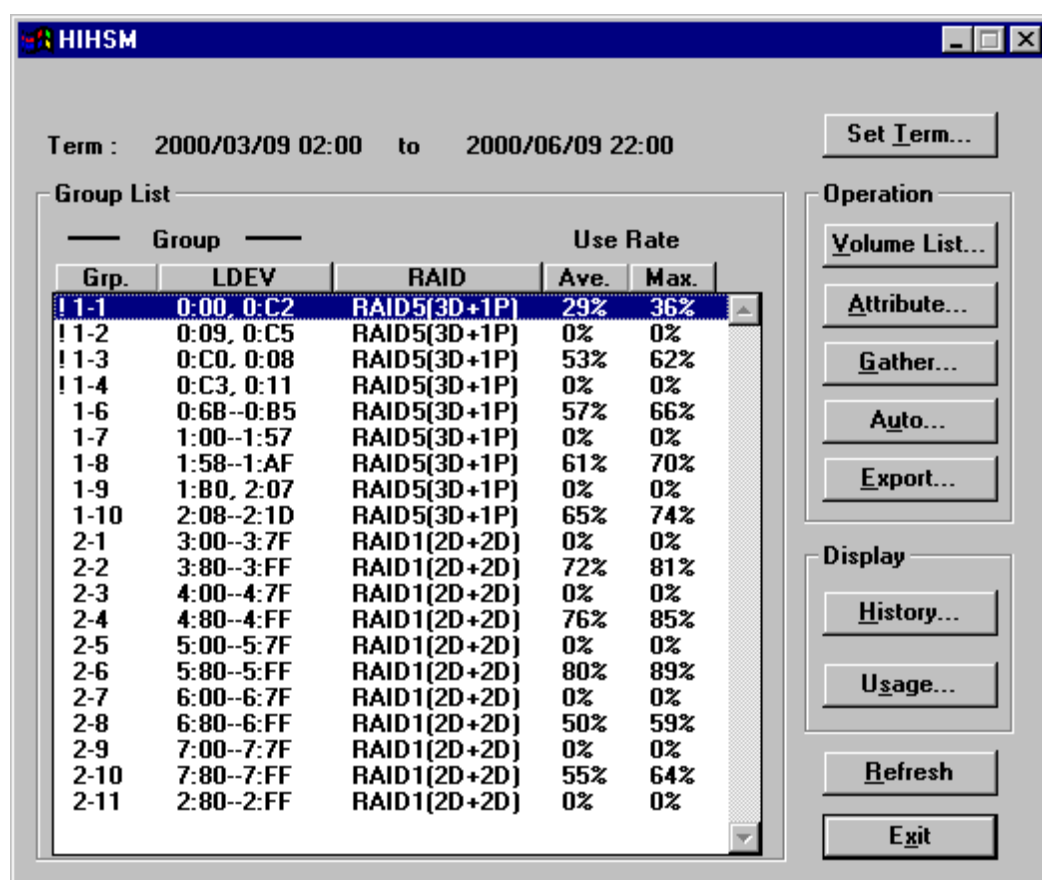 HIHSM
Term : 2000/03/09 02:00 to 2000/06/09 22:00
Set Term...
Group List
Group Use Rate
Grp. LDEV RAID Ave. Max.
! 1-1 0:00, 0:C2 RAID5(3D+1P) 29% 36%
! 1-2 0:09, 0:C5 RAID5(3D+1P) 0% 0%
! 1-3 0:C0, 0:08 RAID5(3D+1P) 53% 62%
! 1-4 0:C3, 0:11 RAID5(3D+1P) 0% 0%
1-6 0:6B--0:B5 RAID5(3D+1P) 57% 66%
1-7 1:00--1:57 RAID5(3D+1P) 0% 0%
1-8 1:58--1:AF RAID5(3D+1P) 61% 70%
1-9 1:B0, 2:07 RAID5(3D+1P) 0% 0%
1-10 2:08--2:1D RAID5(3D+1P) 65% 74%
2-1 3:00--3:7F RAID1(2D+2D) 0% 0%
2-2 3:80--3:FF RAID1(2D+2D) 72% 81%
2-3 4:00--4:7F RAID1(2D+2D) 0% 0%
2-4 4:80--4:FF RAID1(2D+2D) 76% 85%
2-5 5:00--5:7F RAID1(2D+2D) 0% 0%
2-6 5:80--5:FF RAID1(2D+2D) 80% 89%
2-7 6:00--6:7F RAID1(2D+2D) 0% 0%
2-8 6:80--6:FF RAID1(2D+2D) 50% 59%
2-9 7:00--7:7F RAID1(2D+2D) 0% 0%
2-10 7:80--7:FF RAID1(2D+2D) 55% 64%
2-11 2:80--2:FF RAID1(2D+2D) 0% 0%
Operation
Volume List...
Attribute...
Gather...
Auto...
Export...
Display
History...
Usage...
Refresh
Exit